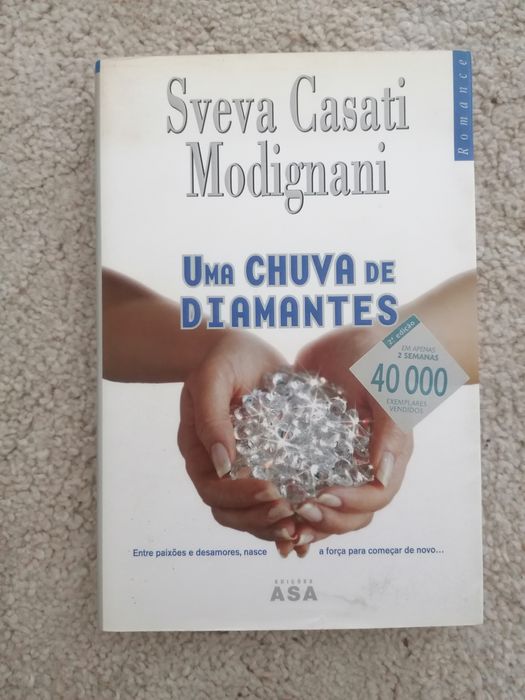 Romance
Sveva Casati
Modignani
UMA CHUVA DE
DIAMANTES
2ª edição
EM APENAS
2 SEMANAS
40 000
EXEMPLARES
VENDIDOS
Entre paixões e desamores, nasce a força para começar de novo...
EDIÇÕES
ASA